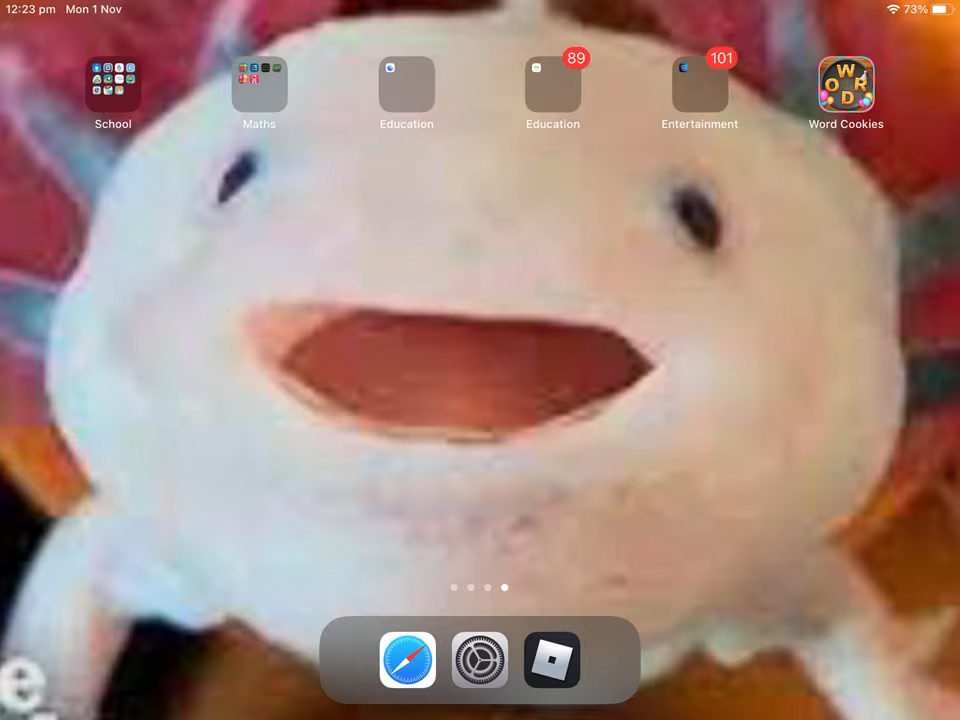 12:23 pm Mon 1 Nov
73%
89
101
W
O R
D
School
Maths
Education
Education
Entertainment
Word Cookies
e